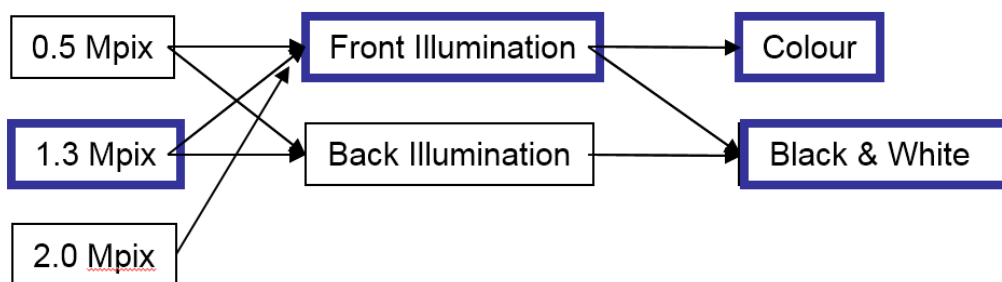 0.5 Mpix
Front Illumination
Colour
1.3 Mpix
Back Illumination
Black & White
2.0 Mpix